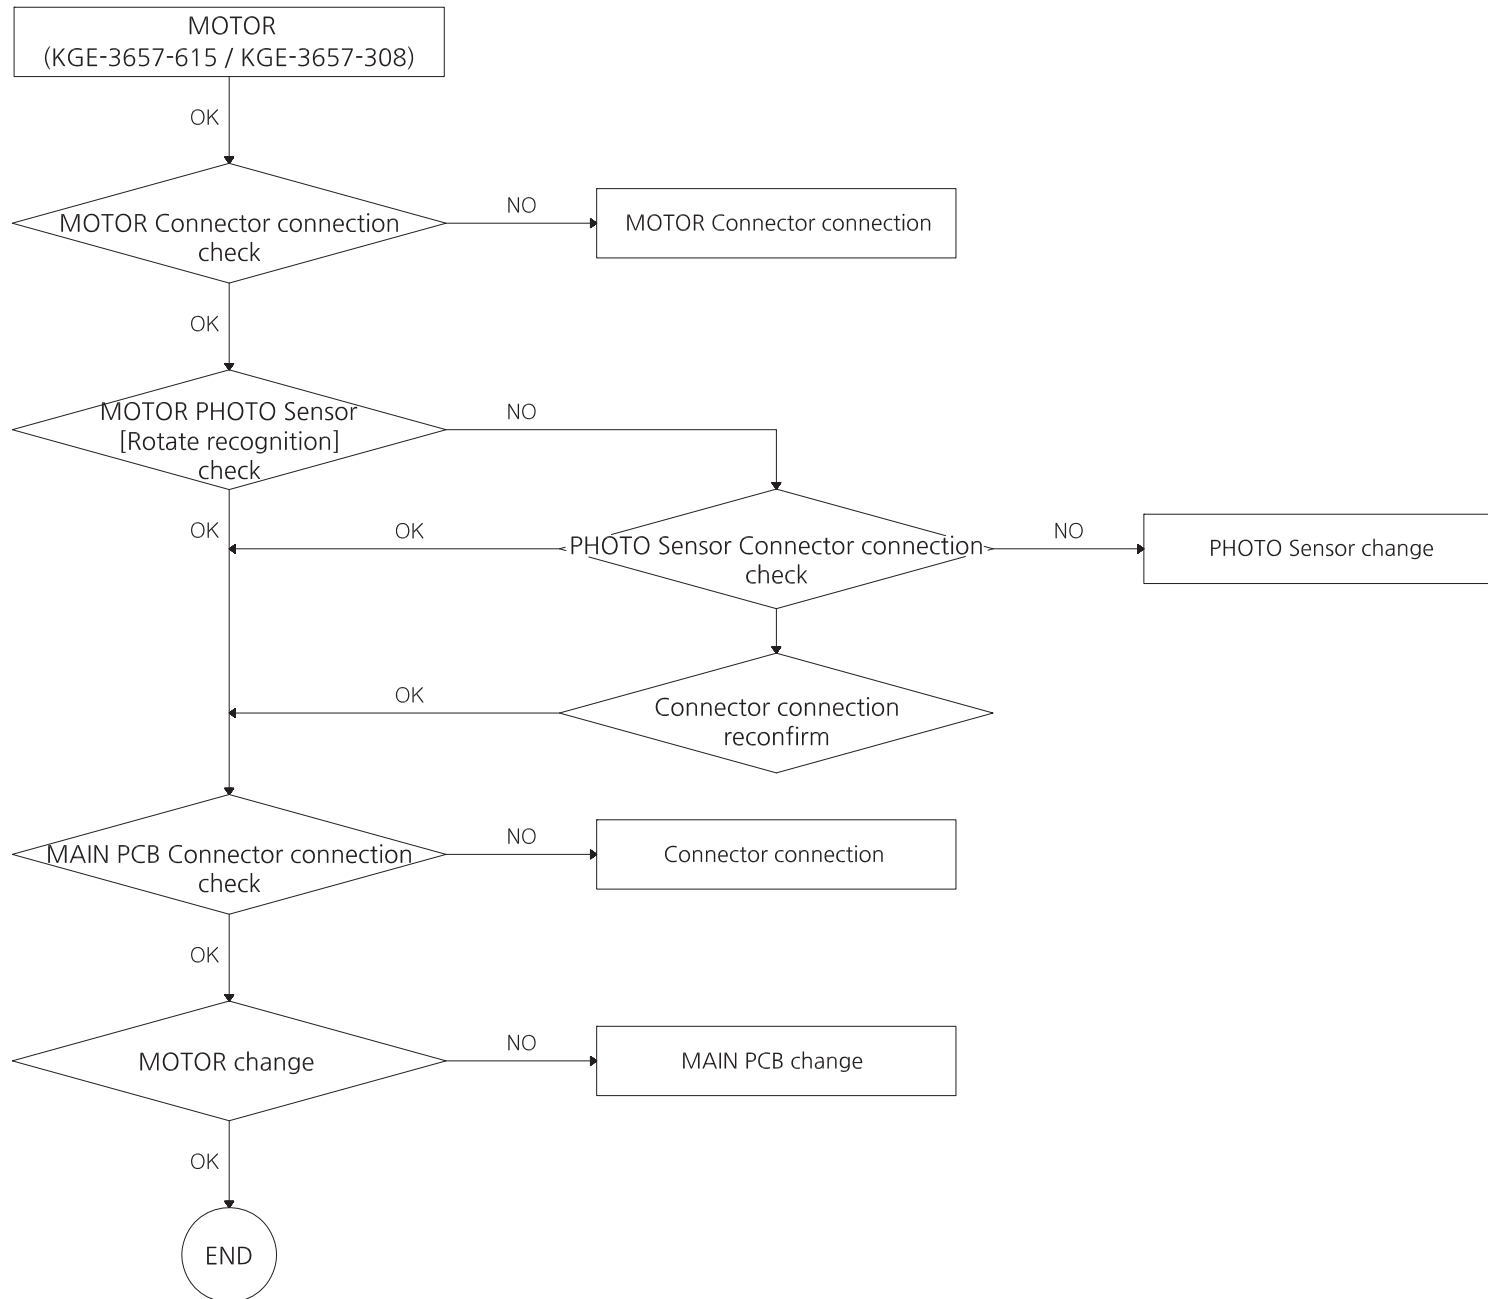 MOTOR
(KGE-3657-615 / KGE-3657-308)
OK
MOTOR Connector connection
check
NO
MOTOR Connector connection
OK
MOTOR PHOTO Sensor
[Rotate recognition]
check
NO
OK
OK
PHOTO Sensor Connector connection
check
NO
PHOTO Sensor change
OK
Connector connection
reconfirm
MAIN PCB Connector connection
check
NO
Connector connection
OK
MOTOR change
NO
MAIN PCB change
OK
END